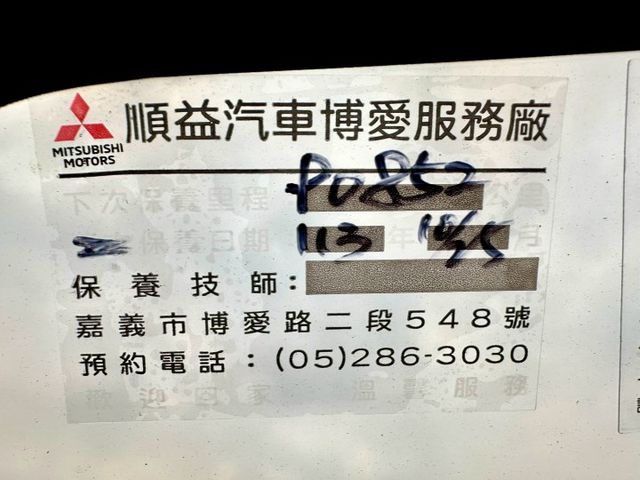 順益汽車博愛服務廠
MITSUBISHI
MOTORS
下次保養里程 公里
保養日期 113 年 10/15 月
保養技師:
嘉義市博愛路二段548號
預約電話:(05)286-3030
歡迎回家 溫馨服務